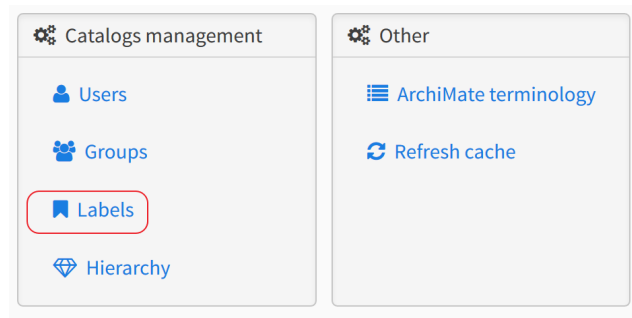 Catalogs management
Users
Groups
Labels
Hierarchy
Other
ArchiMate terminology
Refresh cache